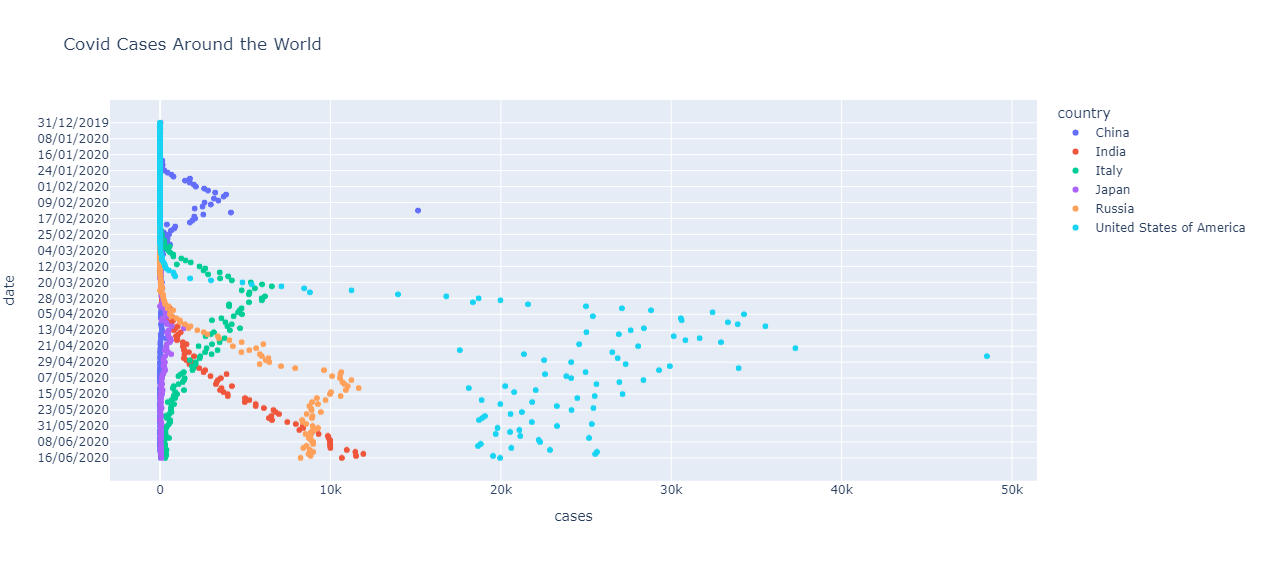 Covid Cases Around the World
country
China
India
Italy
Japan
Russia
United States of America
date
31/12/2019
08/01/2020
16/01/2020
24/01/2020
01/02/2020
09/02/2020
17/02/2020
25/02/2020
04/03/2020
12/03/2020
20/03/2020
28/03/2020
05/04/2020
13/04/2020
21/04/2020
29/04/2020
07/05/2020
15/05/2020
23/05/2020
31/05/2020
08/06/2020
16/06/2020
0 10k 20k 30k 40k 50k
cases